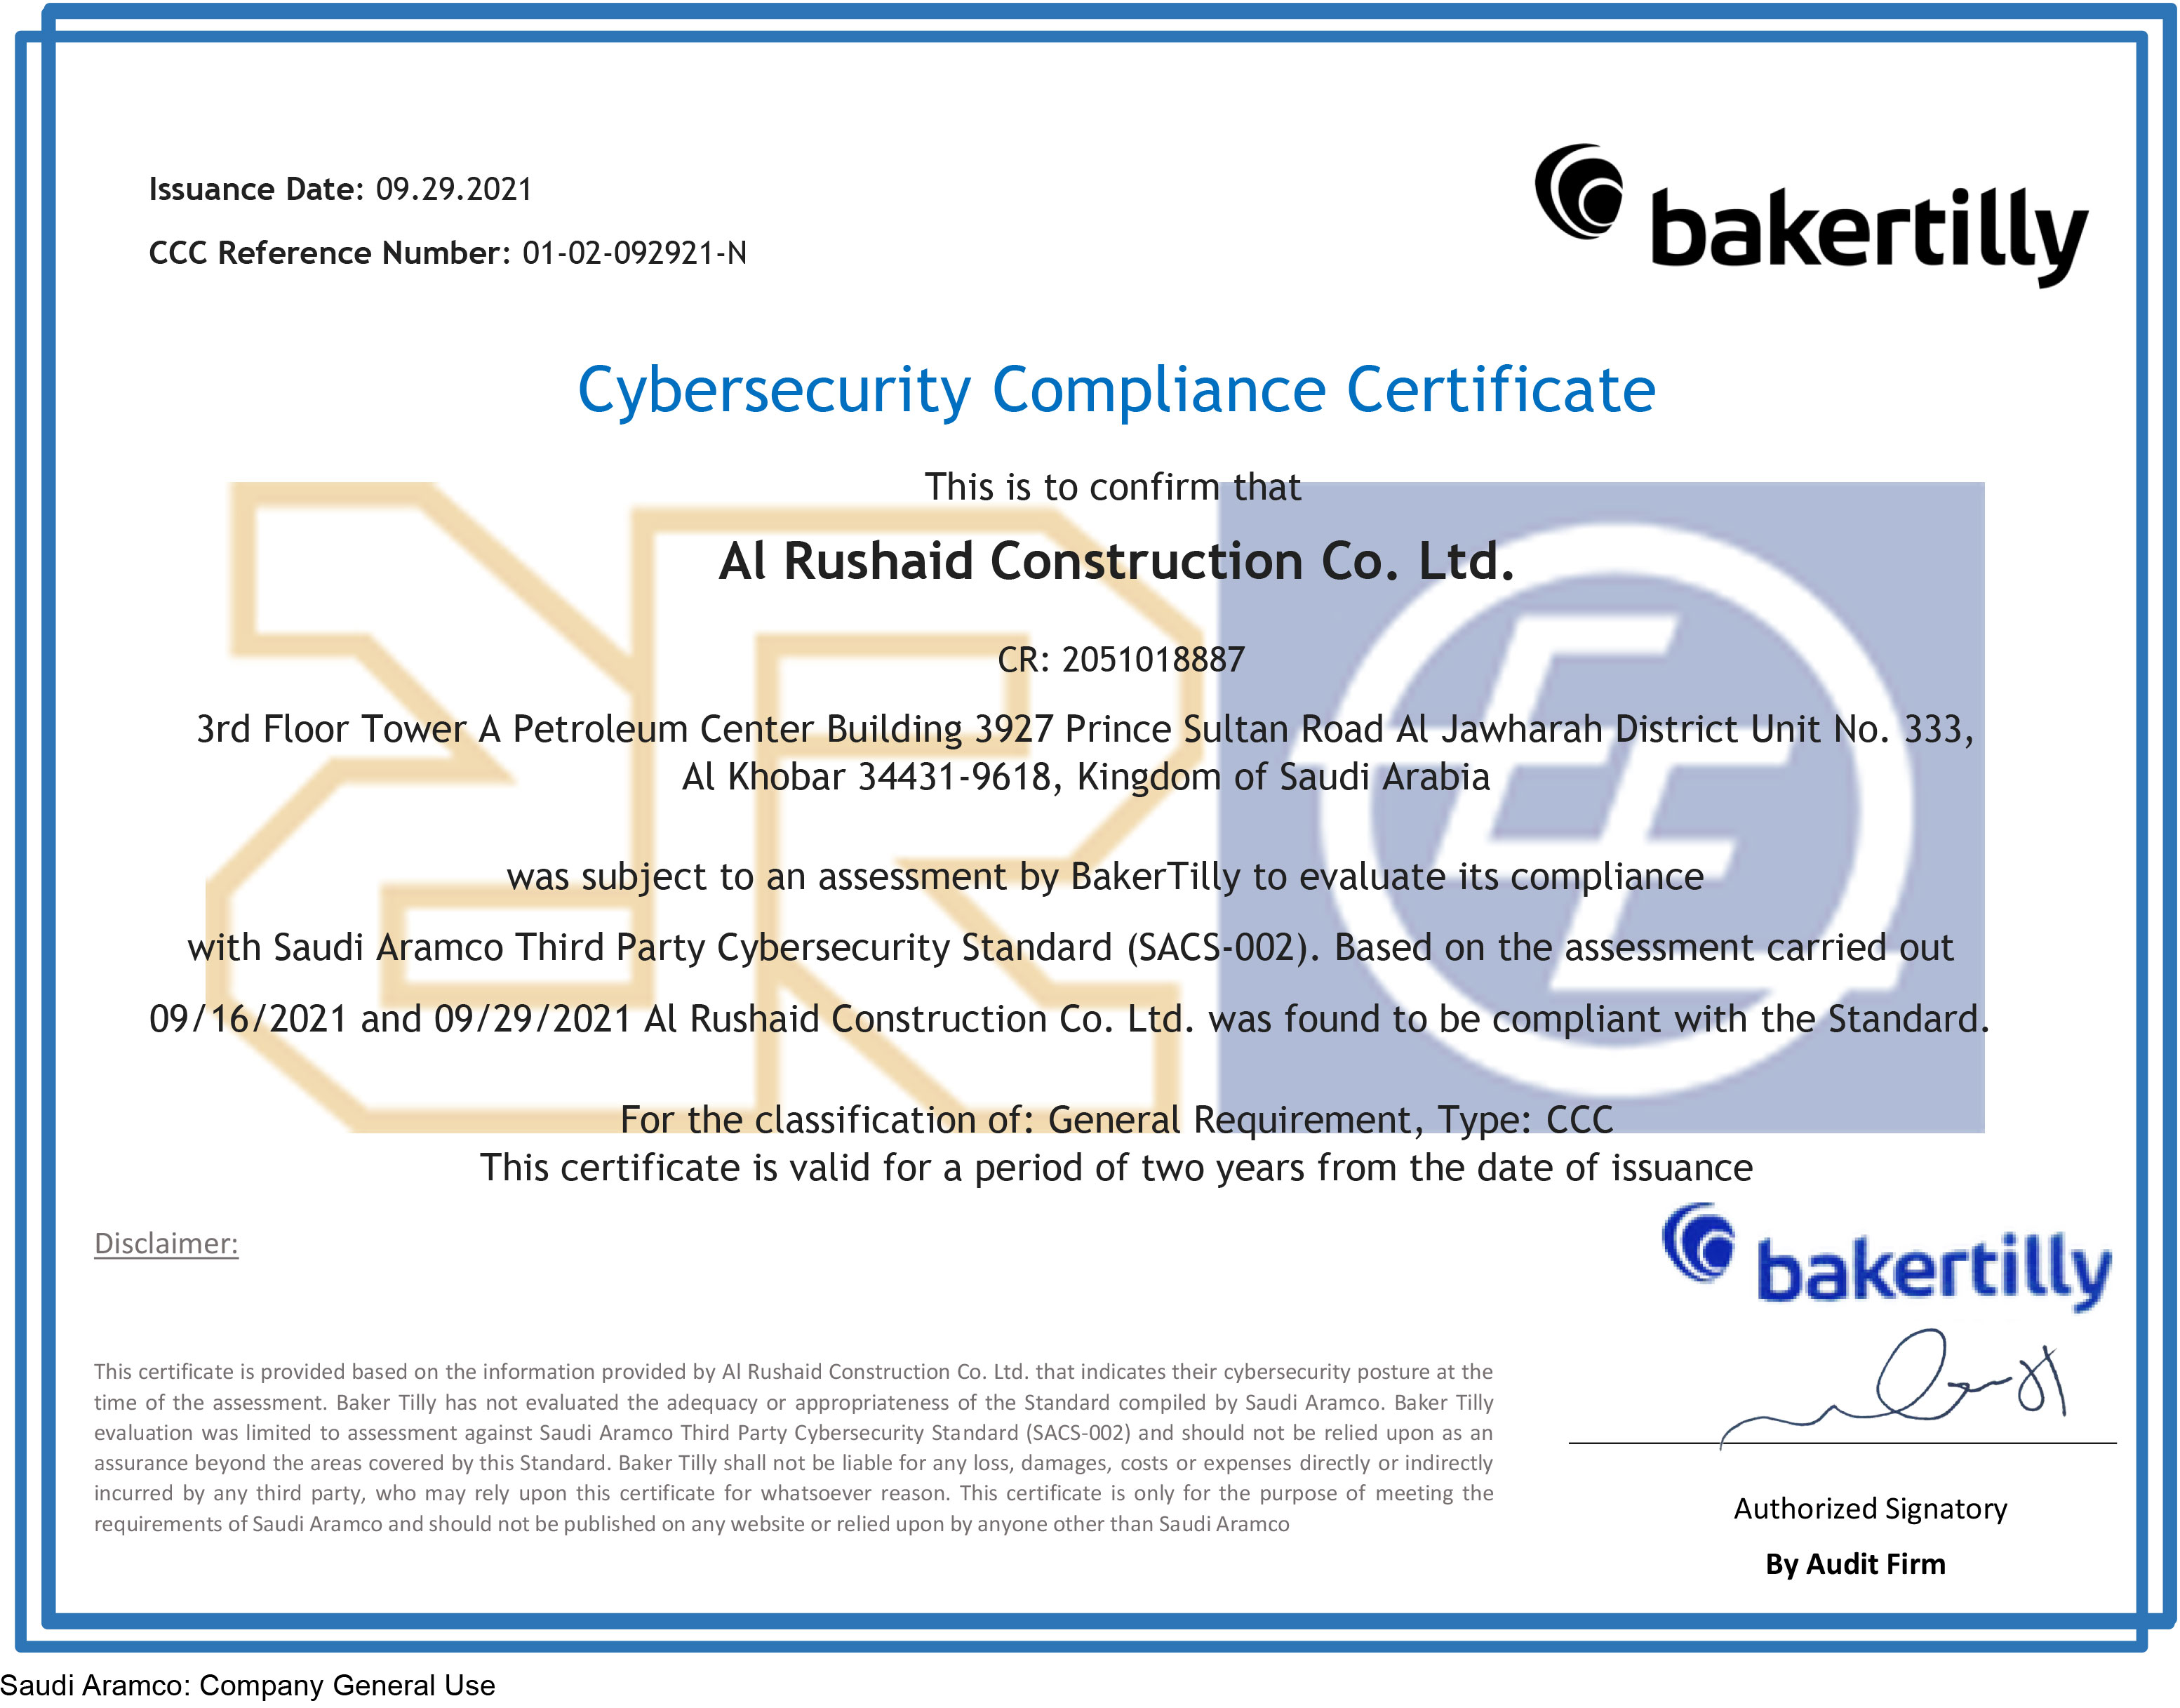 Issuance Date: 09.29.2021
CCC Reference Number: 01-02-092921-N
bakertilly
Cybersecurity Compliance Certificate
This is to confirm that
Al Rushaid Construction Co. Ltd.
CR: 2051018887
3rd Floor Tower A Petroleum Center Building 3927 Prince Sultan Road Al Jawharah District Unit No. 333,
Al Khobar 34431-9618, Kingdom of Saudi Arabia
was subject to an assessment by BakerTilly to evaluate its compliance
with Saudi Aramco Third Party Cybersecurity Standard (SACS-002). Based on the assessment carried out
09/16/2021 and 09/29/2021 Al Rushaid Construction Co. Ltd. was found to be compliant with the Standard.
For the classification of: General Requirement, Type: CCC
This certificate is valid for a period of two years from the date of issuance
Disclaimer:
bakertilly
This certificate is provided based on the information provided by Al Rushaid Construction Co. Ltd. that indicates their cybersecurity posture at the
time of the assessment. Baker Tilly has not evaluated the adequacy or appropriateness of the Standard compiled by Saudi Aramco. Baker Tilly
evaluation was limited to assessment against Saudi Aramco Third Party Cybersecurity Standard (SACS-002) and should not be relied upon as an
assurance beyond the areas covered by this Standard. Baker Tilly shall not be liable for any loss, damages, costs or expenses directly or indirectly
incurred by any third party, who may rely upon this certificate for whatsoever reason. This certificate is only for the purpose of meeting the
requirements of Saudi Aramco and should not be published on any website or relied upon by anyone other than Saudi Aramco
Authorized Signatory
By Audit Firm
Saudi Aramco: Company General Use